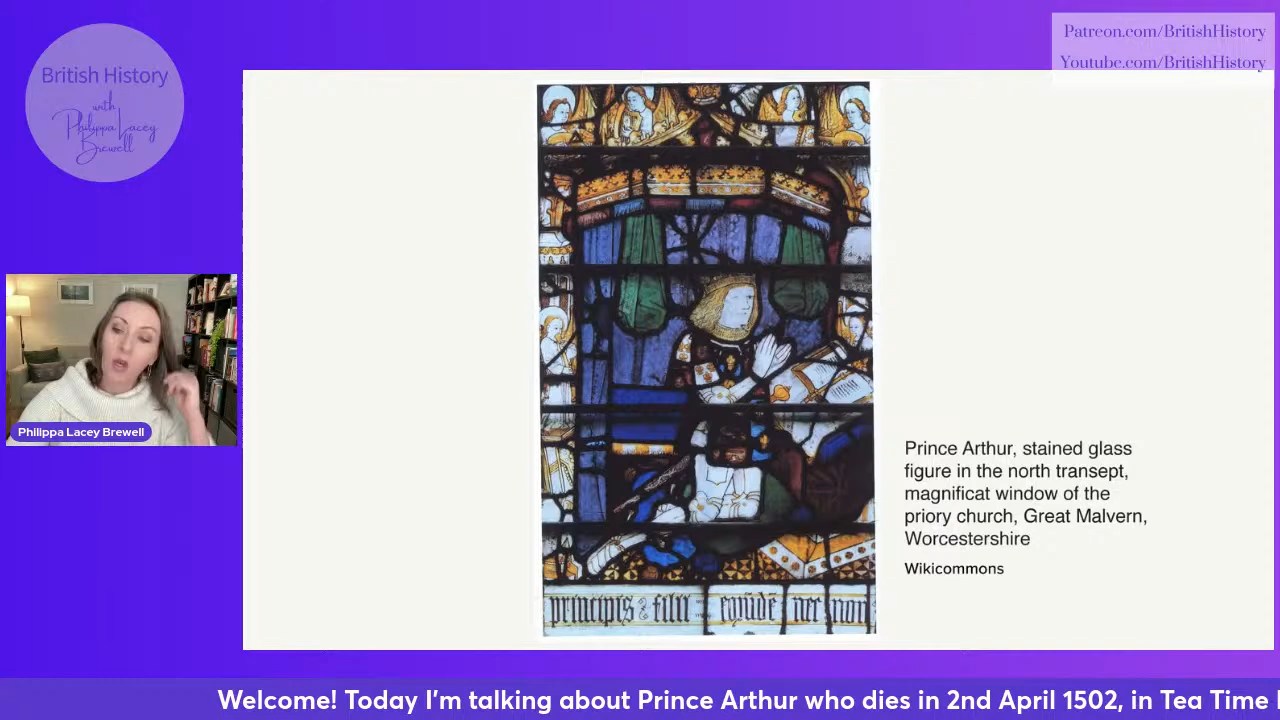 British History
with
Philippa Lacey
Brewell
Patreon.com/BritishHistory
Youtube.com/BritishHistory
Philippa Lacey Brewell
Prince Arthur, stained glass
figure in the north transept,
magnificat window of the
priory church, Great Malvern,
Worcestershire
Wikicommons
principis filii nec non
Welcome! Today I'm talking about Prince Arthur who dies in 2nd April 1502, in Tea Time